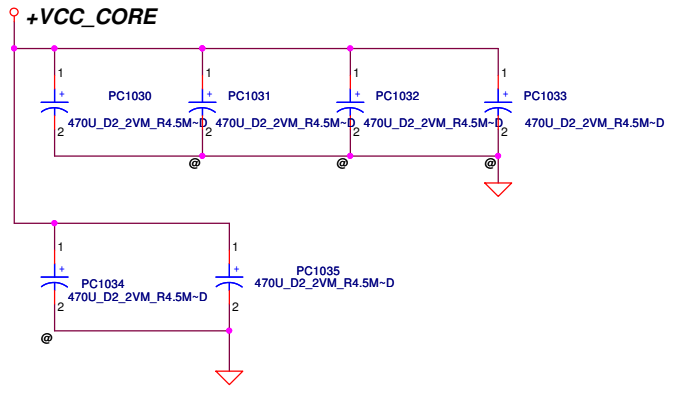 +VCC_CORE
1 1 1 1
+ PC1030 + PC1031 + PC1032 + PC1033
470U_D2_2VM_R4.5M~D 470U_D2_2VM_R4.5M~D 470U_D2_2VM_R4.5M~D 470U_D2_2VM_R4.5M~D
2 2 2 2
@ @ @
1 1
+ PC1034 + PC1035
470U_D2_2VM_R4.5M~D 470U_D2_2VM_R4.5M~D
2 2
@